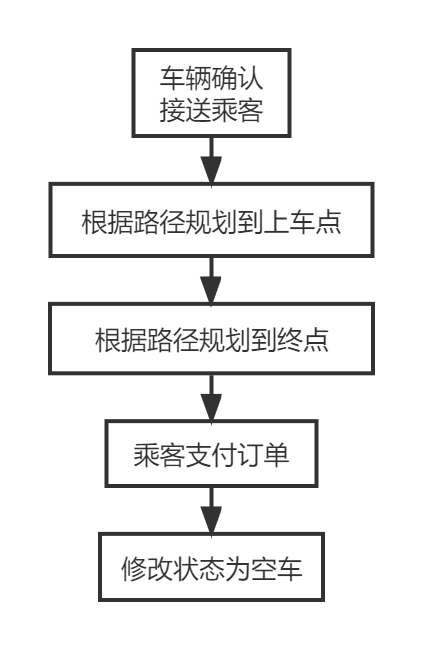 车辆确认
接送乘客
根据路径规划到上车点
根据路径规划到终点
乘客支付订单
修改状态为空车